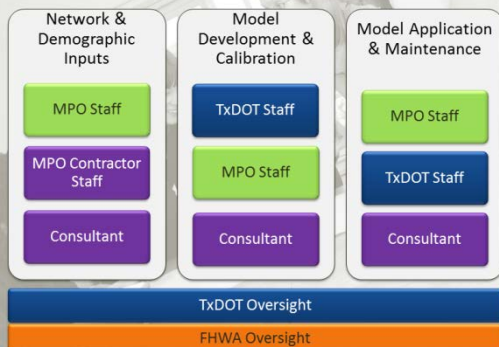 Network &
Demographic
Inputs
MPO Staff
MPO Contractor
Staff
Consultant
Model
Development &
Calibration
TxDOT Staff
MPO Staff
Consultant
Model Application
& Maintenance
MPO Staff
TxDOT Staff
Consultant
TxDOT Oversight
FHWA Oversight